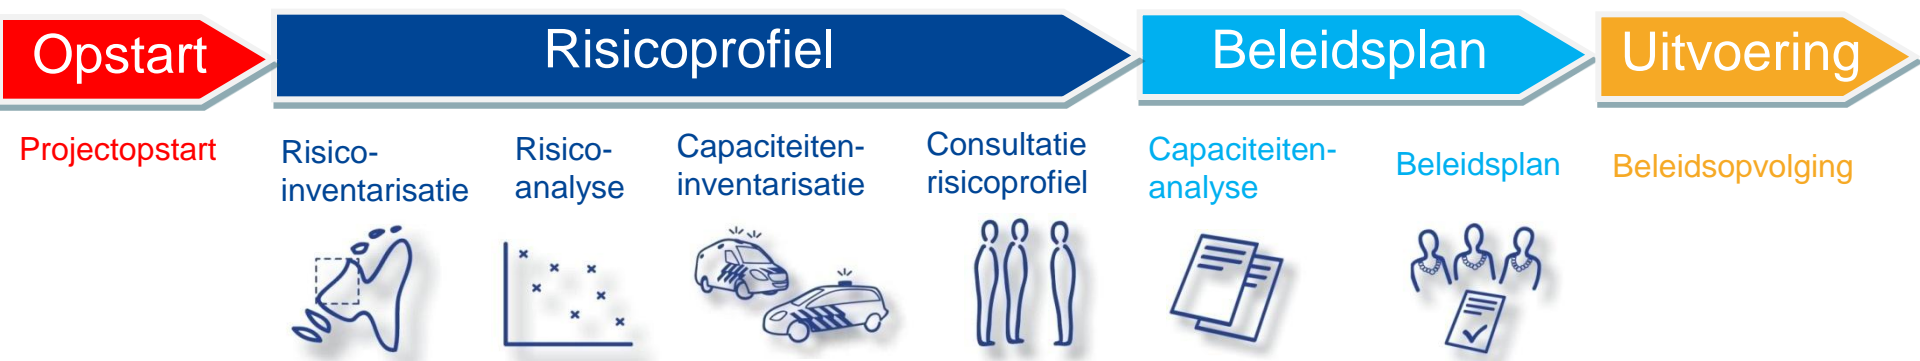 Opstart
Risicoprofiel
Beleidsplan
Uitvoering
Projectopstart
Risico-
inventarisatie
Risico-
analyse
Capaciteiten-
inventarisatie
Consultatie
risicoprofiel
Capaciteiten-
analyse
Beleidsplan
Beleidsopvolging